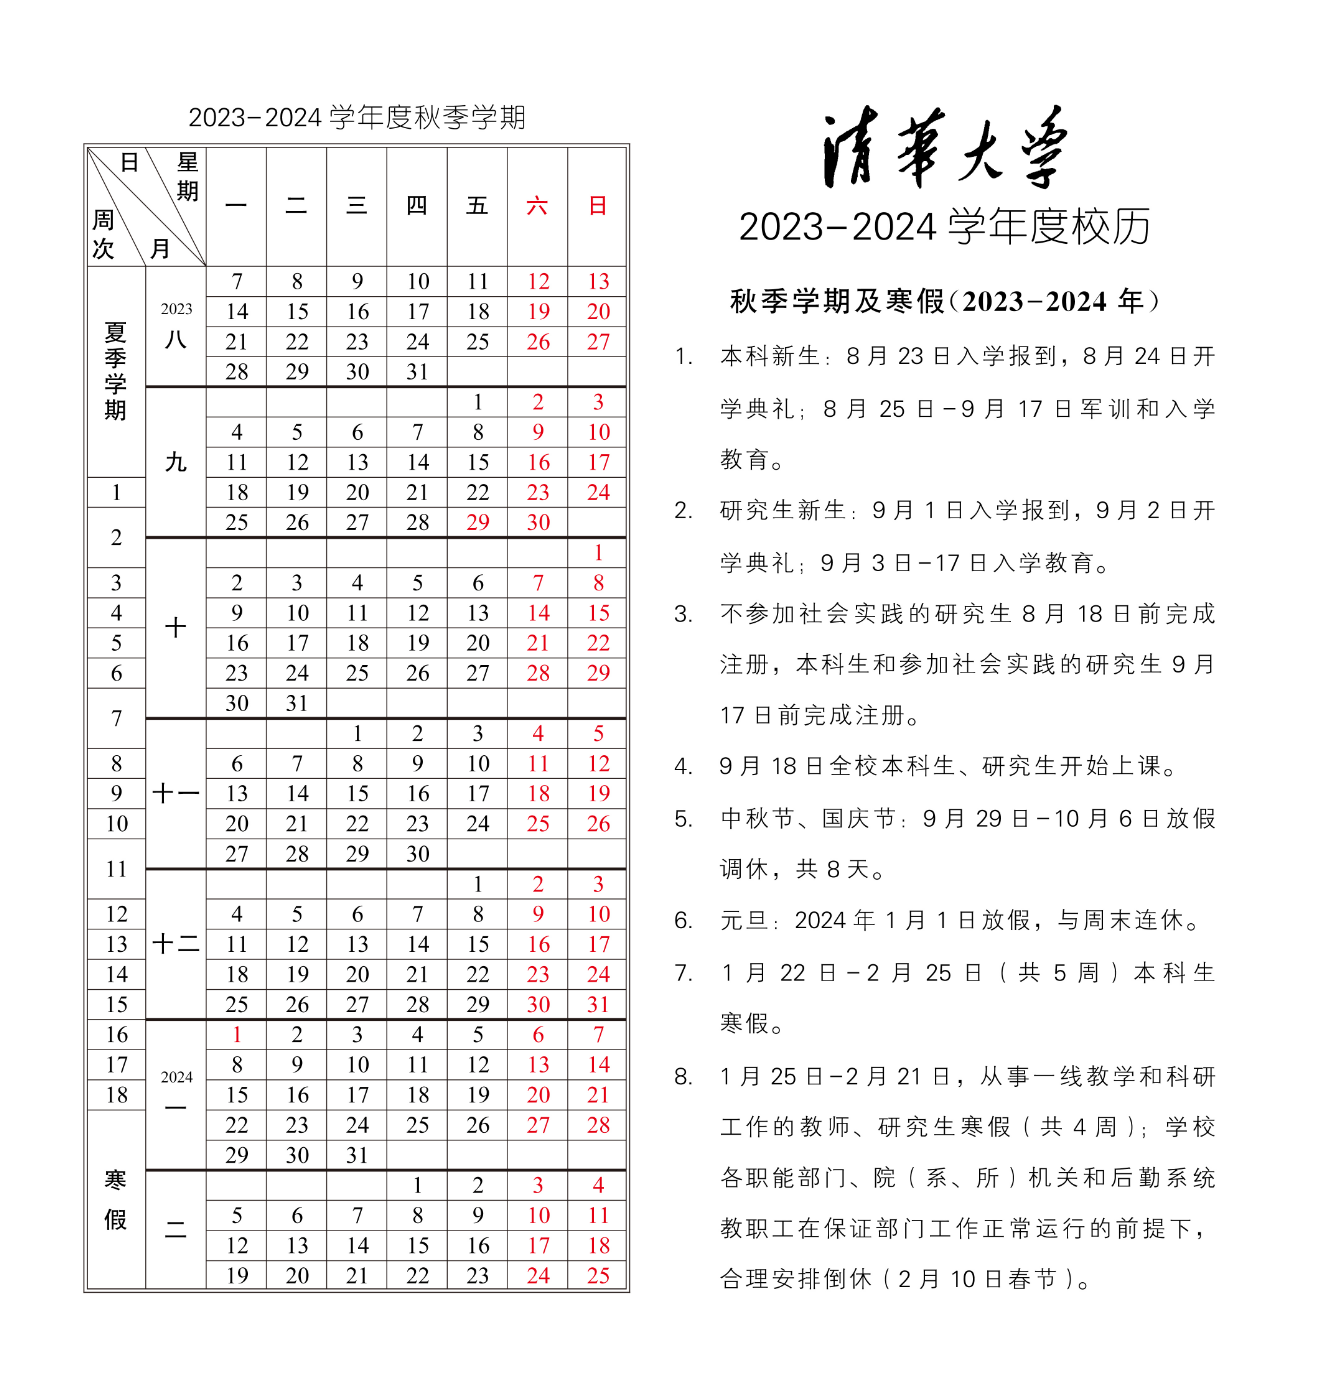 2023-2024 学年度秋季学期
日 星期 周次 月 一 二 三 四 五 六 日
夏季学期 2023 八 7 8 9 10 11 12 13
14 15 16 17 18 19 20
21 22 23 24 25 26 27
28 29 30 31
九 1 2 3
4 5 6 7 8 9 10
11 12 13 14 15 16 17
1 18 19 20 21 22 23 24
2 25 26 27 28 29 30
十 1
3 2 3 4 5 6 7 8
4 9 10 11 12 13 14 15
5 16 17 18 19 20 21 22
6 23 24 25 26 27 28 29
7 30 31
十一 1 2 3 4 5
8 6 7 8 9 10 11 12
9 13 14 15 16 17 18 19
10 20 21 22 23 24 25 26
11 27 28 29 30
十二 1 2 3
12 4 5 6 7 8 9 10
13 11 12 13 14 15 16 17
14 18 19 20 21 22 23 24
15 25 26 27 28 29 30 31
16 2024 一 1 2 3 4 5 6 7
17 8 9 10 11 12 13 14
18 15 16 17 18 19 20 21
寒假 22 23 24 25 26 27 28
29 30 31
二 1 2 3 4
5 6 7 8 9 10 11
12 13 14 15 16 17 18
19 20 21 22 23 24 25
清華大学
2023-2024 学年度校历
秋季学期及寒假(2023-2024 年)
1. 本科新生：8 月 23 日入学报到，8 月 24 日开
学典礼；8 月 25 日-9 月 17 日军训和入学
教育。
2. 研究生新生：9 月 1 日入学报到，9 月 2 日开
学典礼；9 月 3 日-17 日入学教育。
3. 不参加社会实践的研究生 8 月 18 日前完成
注册，本科生和参加社会实践的研究生 9 月
17 日前完成注册。
4. 9 月 18 日全校本科生、研究生开始上课。
5. 中秋节、国庆节：9 月 29 日-10 月 6 日放假
调休，共 8 天。
6. 元旦：2024 年 1 月 1 日放假，与周末连休。
7. 1 月 22 日-2 月 25 日（共 5 周）本科生
寒假。
8. 1 月 25 日-2 月 21 日，从事一线教学和科研
工作的教师、研究生寒假（共 4 周）；学校
各职能部门、院（系、所）机关和后勤系统
教职工在保证部门工作正常运行的前提下，
合理安排倒休（2 月 10 日春节）。